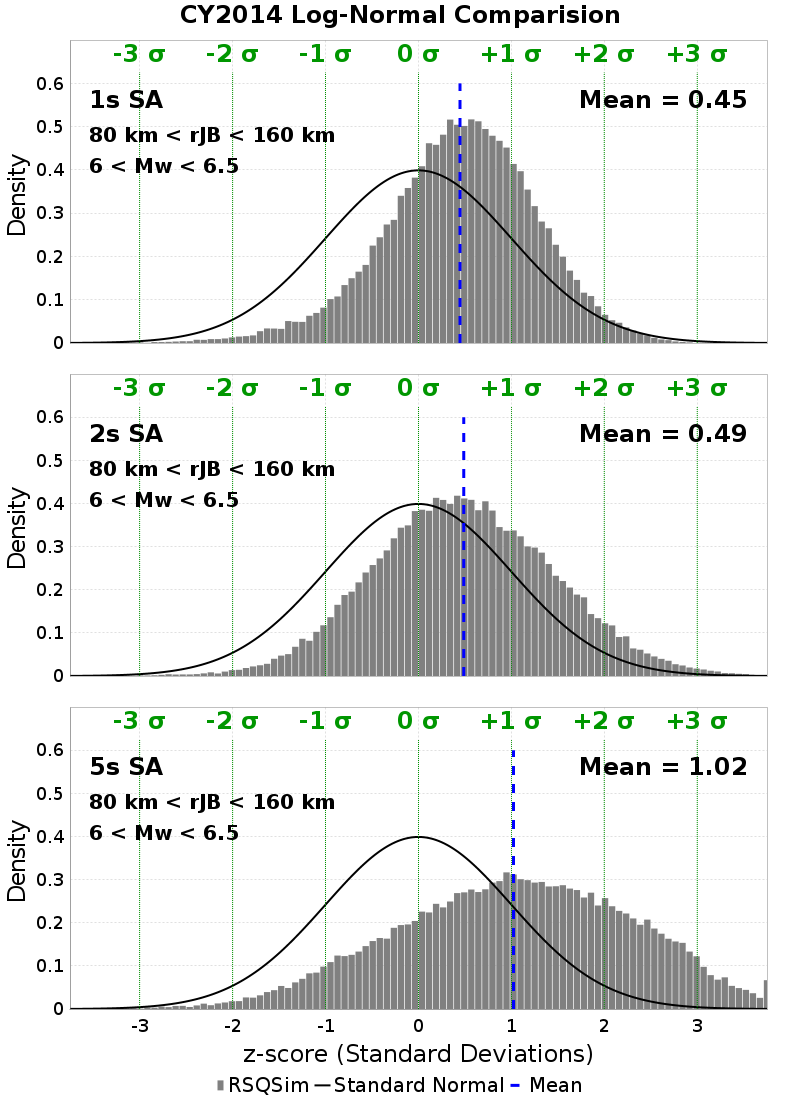 CY2014 Log-Normal Comparision
-3 σ -2 σ -1 σ 0 σ +1 σ +2 σ +3 σ
0.6
1s SA Mean = 0.45
0.5
80 km < rJB < 160 km
6 < Mw < 6.5
0.4
Density
0.3
0.2
0.1
0
-3 σ -2 σ -1 σ 0 σ +1 σ +2 σ +3 σ
0.6
2s SA Mean = 0.49
0.5
80 km < rJB < 160 km
6 < Mw < 6.5
0.4
Density
0.3
0.2
0.1
0
-3 σ -2 σ -1 σ 0 σ +1 σ +2 σ +3 σ
0.6
5s SA Mean = 1.02
0.5
80 km < rJB < 160 km
6 < Mw < 6.5
0.4
Density
0.3
0.2
0.1
0
-3 -2 -1 0 1 2 3
z-score (Standard Deviations)
RSQSim Standard Normal Mean